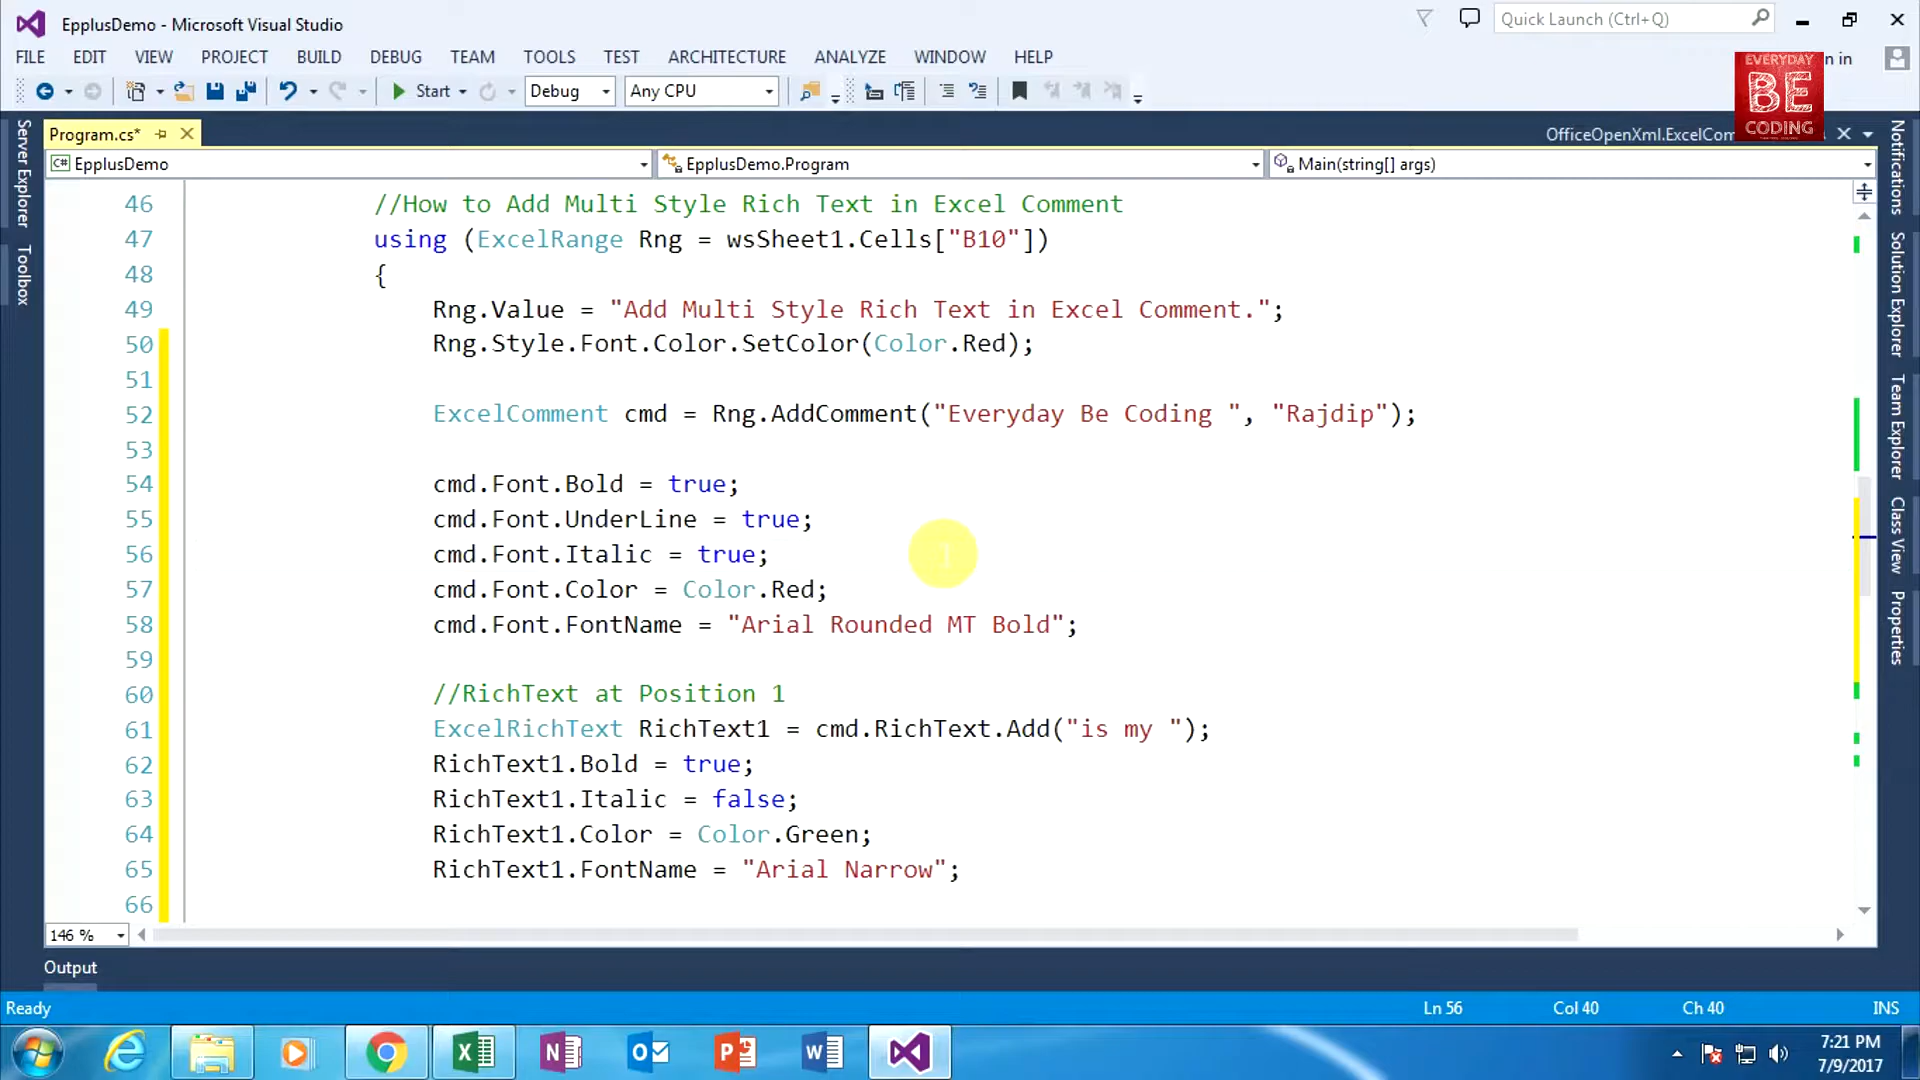 EpplusDemo - Microsoft Visual Studio
Quick Launch (Ctrl+Q)
FILE EDIT VIEW PROJECT BUILD DEBUG TEAM TOOLS TEST ARCHITECTURE ANALYZE WINDOW HELP
n in
EVERYDAY
BE
CODING
Start Debug Any CPU
Program.cs*
OfficeOpenXml.ExcelCom
EpplusDemo EpplusDemo.Program Main(string[] args)
Server Explorer
Toolbox
46 //How to Add Multi Style Rich Text in Excel Comment
47 using (ExcelRange Rng = wsSheet1.Cells["B10"])
48 {
49 Rng.Value = "Add Multi Style Rich Text in Excel Comment.";
50 Rng.Style.Font.Color.SetColor(Color.Red);
51
52 ExcelComment cmd = Rng.AddComment("Everyday Be Coding ", "Rajdip");
53
54 cmd.Font.Bold = true;
55 cmd.Font.UnderLine = true;
56 cmd.Font.Italic = true;
57 cmd.Font.Color = Color.Red;
58 cmd.Font.FontName = "Arial Rounded MT Bold";
59
60 //RichText at Position 1
61 ExcelRichText RichText1 = cmd.RichText.Add("is my ");
62 RichText1.Bold = true;
63 RichText1.Italic = false;
64 RichText1.Color = Color.Green;
65 RichText1.FontName = "Arial Narrow";
66
Notifications
Solution Explorer
Team Explorer
Class View
Properties
146 %
Output
Ready Ln 56 Col 40 Ch 40 INS
7:21 PM
7/9/2017